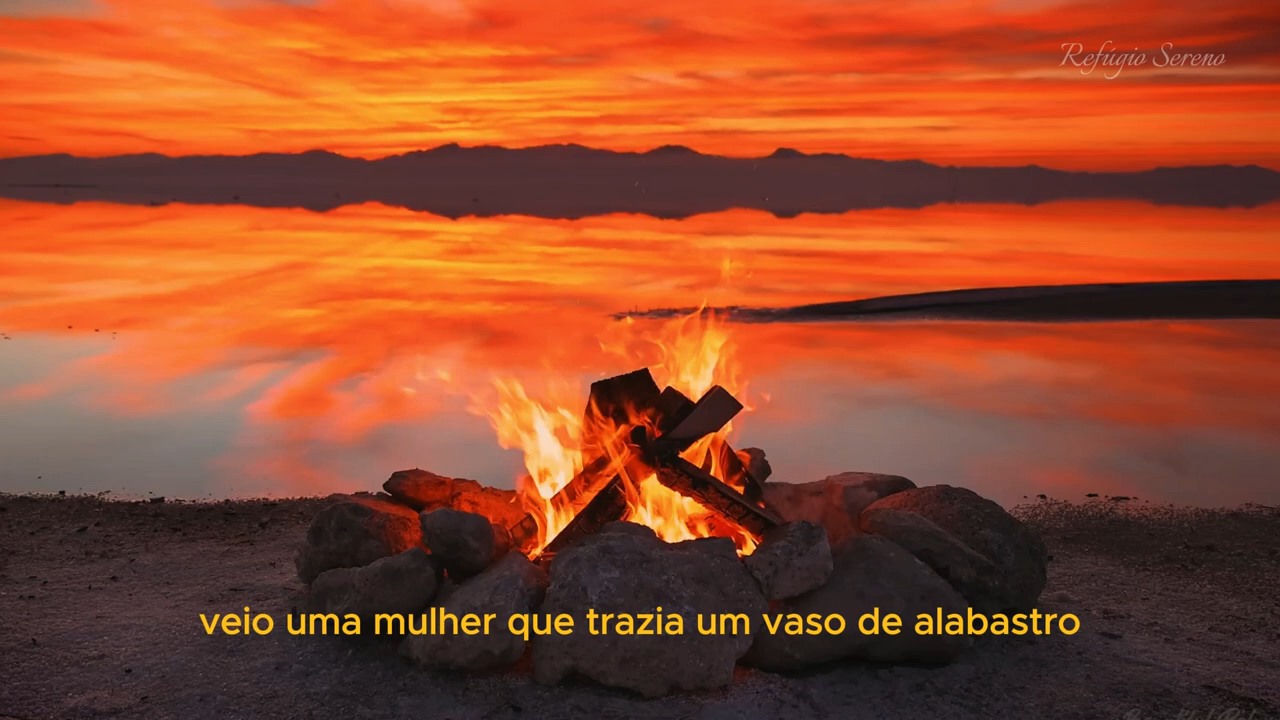 Refúgio Sereno
veio uma mulher que trazia um vaso de alabastro